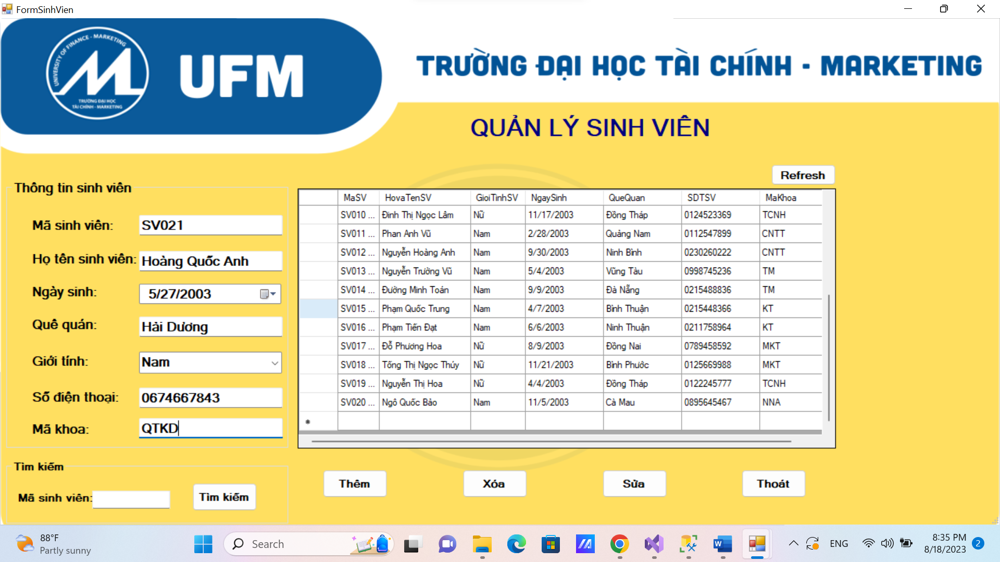 FormSinhVien
UNIVERSITY OF FINANCE - MARKETING
TRƯỜNG ĐẠI HỌC
TÀI CHÍNH - MARKETING
UFM
TRƯỜNG ĐẠI HỌC TÀI CHÍNH - MARKETING
QUẢN LÝ SINH VIÊN
Refresh
Thông tin sinh viên
Mã sinh viên: SV021
Họ tên sinh viên: Hoàng Quốc Anh
Ngày sinh: 5/27/2003
Quê quán: Hải Dương
Giới tính: Nam
Số điện thoại: 0674667843
Mã khoa: QTKD
MaSV HovaTenSV GioiTinhSV NgaySinh QueQuan SDTSV MaKhoa
SV010 ... Đinh Thị Ngọc Lâm Nữ 11/17/2003 Đồng Tháp 0124523369 TCNH
SV011 ... Phan Anh Vũ Nam 2/28/2003 Quảng Nam 0112547899 CNTT
SV012 ... Nguyễn Hoàng Anh Nam 9/30/2003 Ninh Bình 0230260222 CNTT
SV013 ... Nguyễn Trường Vũ Nam 5/4/2003 Vũng Tàu 0998745236 TM
SV014 ... Đường Minh Toán Nam 9/9/2003 Đà Nẵng 0215488836 TM
SV015 ... Phạm Quốc Trung Nam 4/7/2003 Bình Thuận 0215448366 KT
SV016 ... Phạm Tiến Đạt Nam 6/6/2003 Ninh Thuận 0211758964 KT
SV017 ... Đỗ Phương Hoa Nữ 8/9/2003 Đồng Nai 0789458592 MKT
SV018 ... Tống Thị Ngọc Thúy Nữ 11/21/2003 Bình Phước 0125669988 MKT
SV019 ... Nguyễn Thị Hoa Nữ 4/4/2003 Đồng Tháp 0122245777 TCNH
SV020 ... Ngô Quốc Bảo Nam 11/5/2003 Cà Mau 0895645467 NNA
*
Tìm kiếm
Mã sinh viên: Tìm kiếm
Thêm Xóa Sửa Thoát
88°F
Partly sunny
Search
ENG
8:35 PM
8/18/2023
2